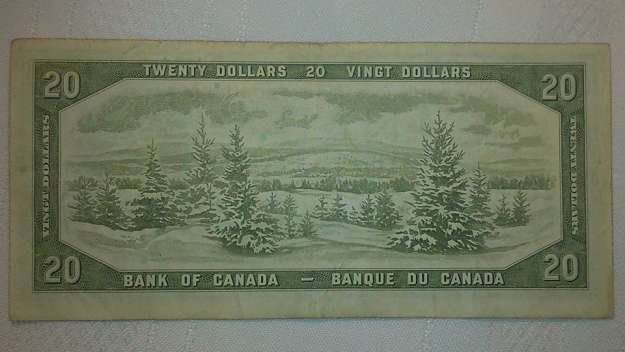 20 TWENTY DOLLARS 20 VINGT DOLLARS 20
VINGT DOLLARS
TWENTY DOLLARS
20 BANK OF CANADA — BANQUE DU CANADA 20